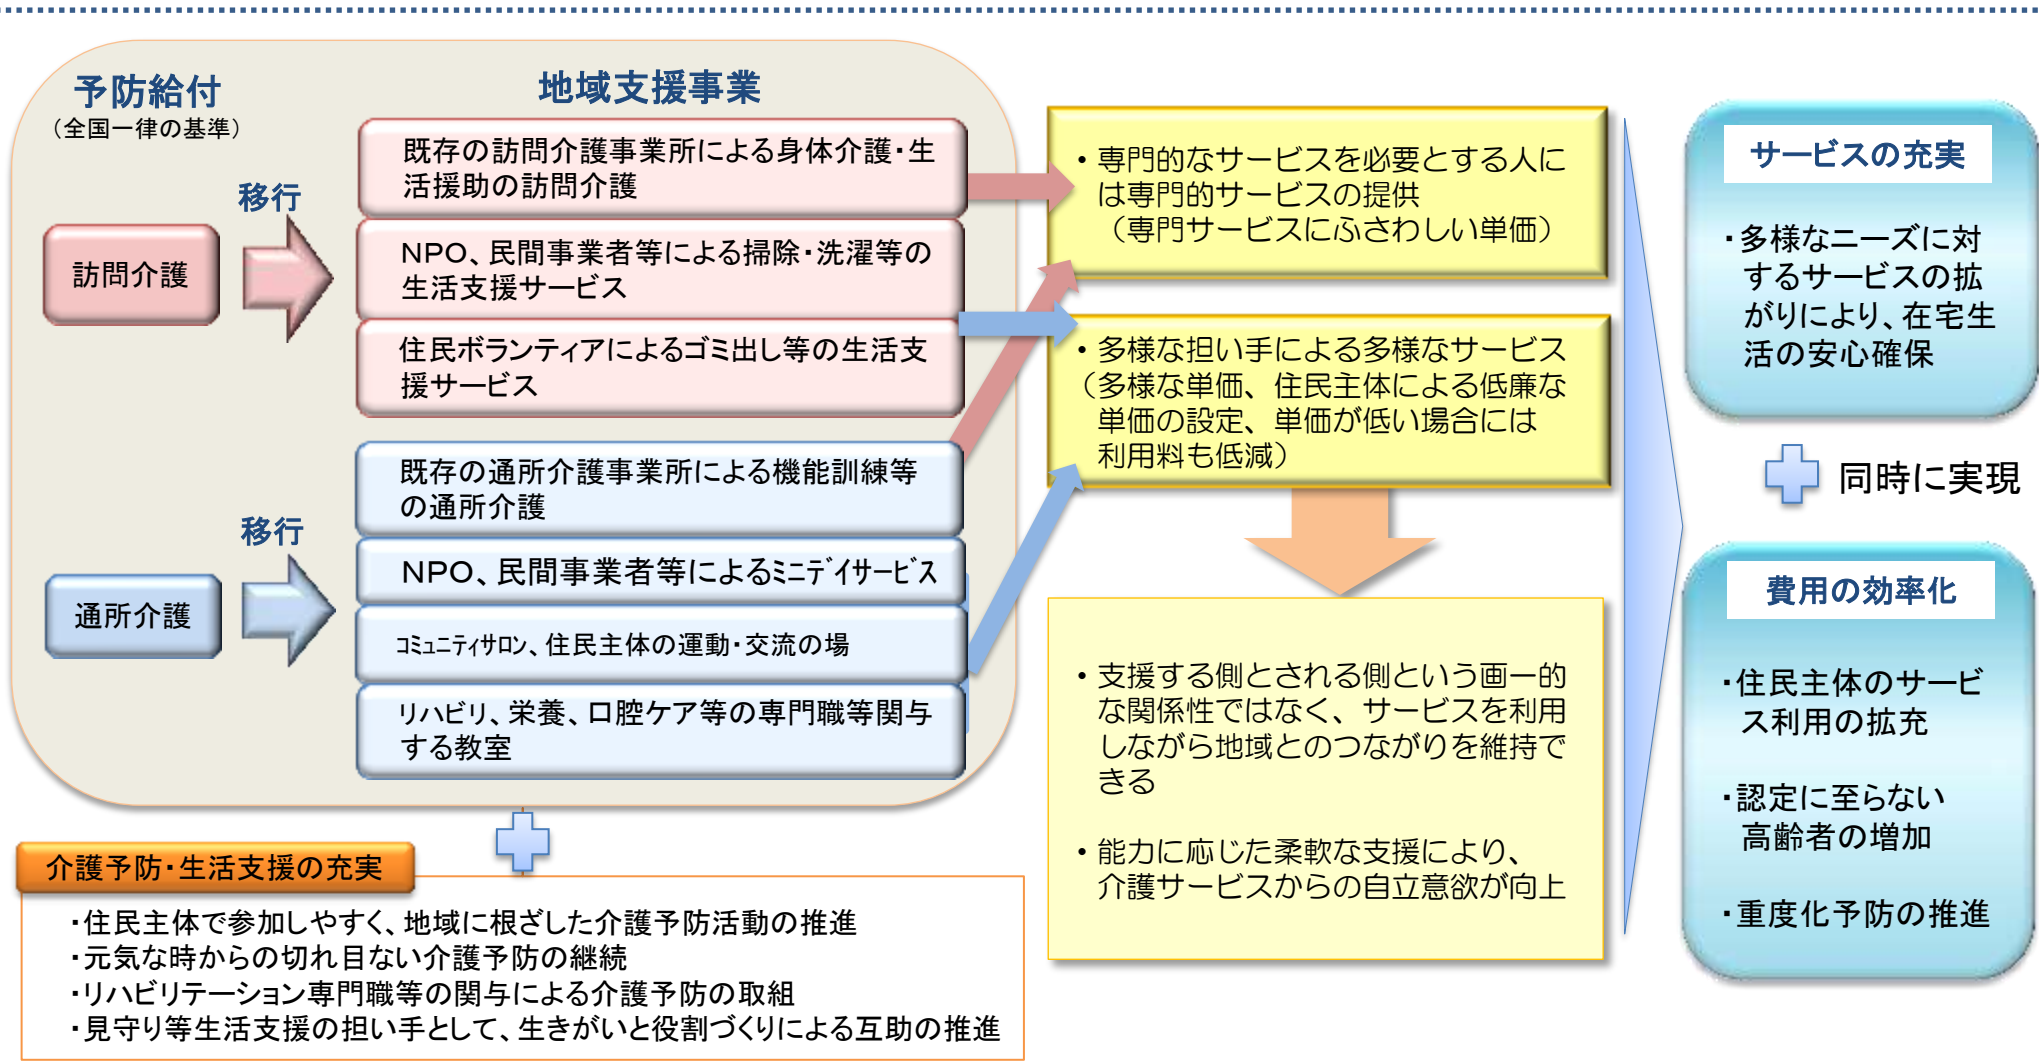 予防給付
（全国一律の基準）
地域支援事業
移行
訪問介護
既存の訪問介護事業所による身体介護・生
活援助の訪問介護
NPO、民間事業者等による掃除・洗濯等の
生活支援サービス
住民ボランティアによるゴミ出し等の生活支
援サービス
移行
通所介護
既存の通所介護事業所による機能訓練等
の通所介護
NPO、民間事業者等によるミニデイサービス
コミュニティサロン、住民主体の運動・交流の場
リハビリ、栄養、口腔ケア等の専門職等関与
する教室
介護予防・生活支援の充実
・住民主体で参加しやすく、地域に根ざした介護予防活動の推進
・元気な時からの切れ目ない介護予防の継続
・リハビリテーション専門職等の関与による介護予防の取組
・見守り等生活支援の担い手として、生きがいと役割づくりによる互助の推進
・専門的なサービスを必要とする人に
は専門的サービスの提供
（専門サービスにふさわしい単価）
・多様な担い手による多様なサービス
（多様な単価、住民主体による低廉な
単価の設定、単価が低い場合には
利用料も低減）
・支援する側とされる側という画一的
な関係性ではなく、サービスを利用
しながら地域とのつながりを維持で
きる
・能力に応じた柔軟な支援により、
介護サービスからの自立意欲が向上
サービスの充実
・多様なニーズに対
するサービスの拡
がりにより、在宅生
活の安心確保
同時に実現
費用の効率化
・住民主体のサービ
ス利用の拡充
・認定に至らない
高齢者の増加
・重度化予防の推進